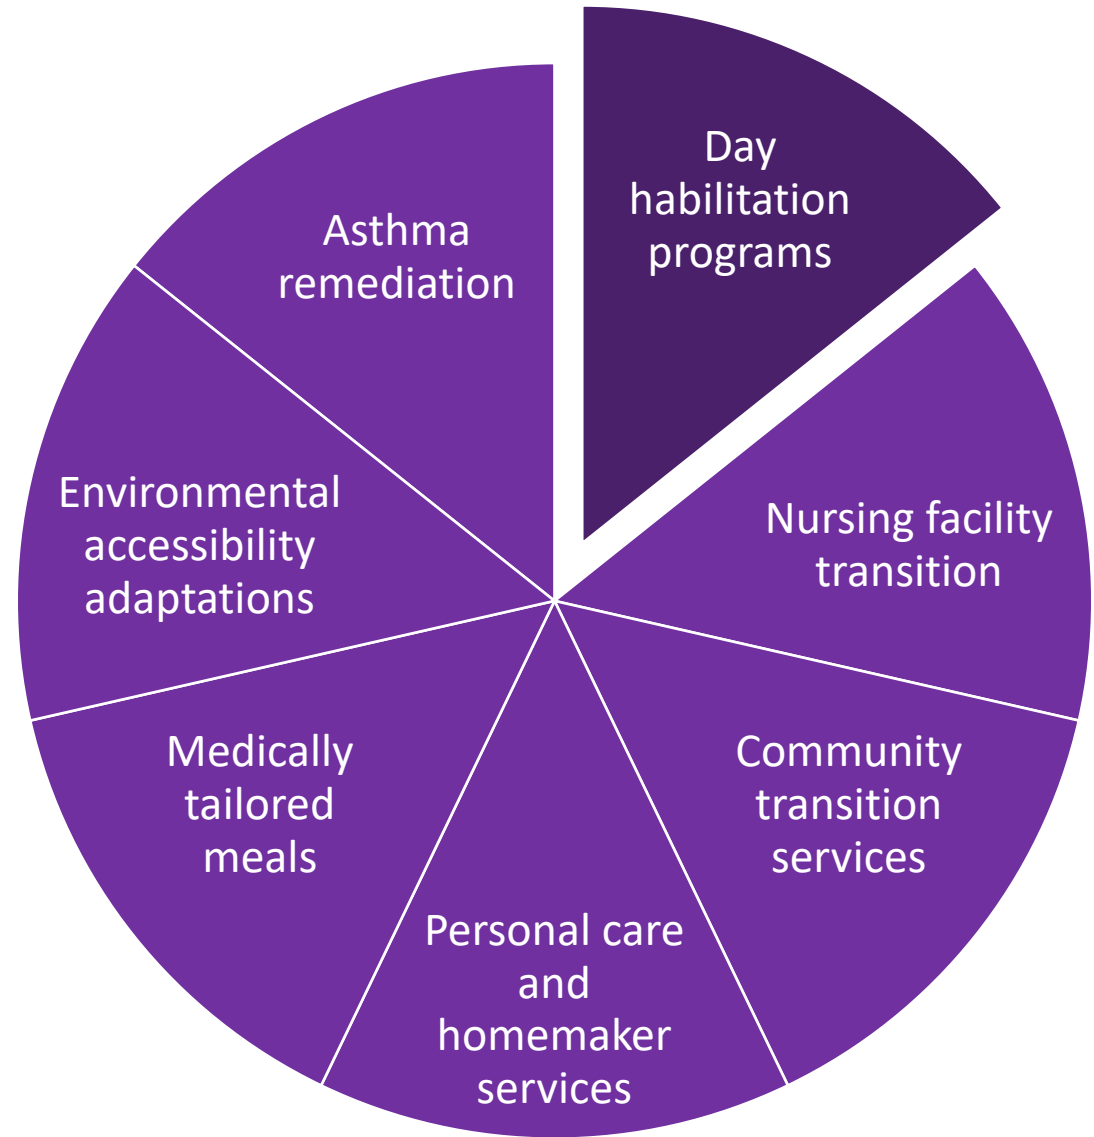 Day
habilitation
programs
Nursing facility
transition
Community
transition
services
Personal care
and
homemaker
services
Medically
tailored
meals
Environmental
accessibility
adaptations
Asthma
remediation